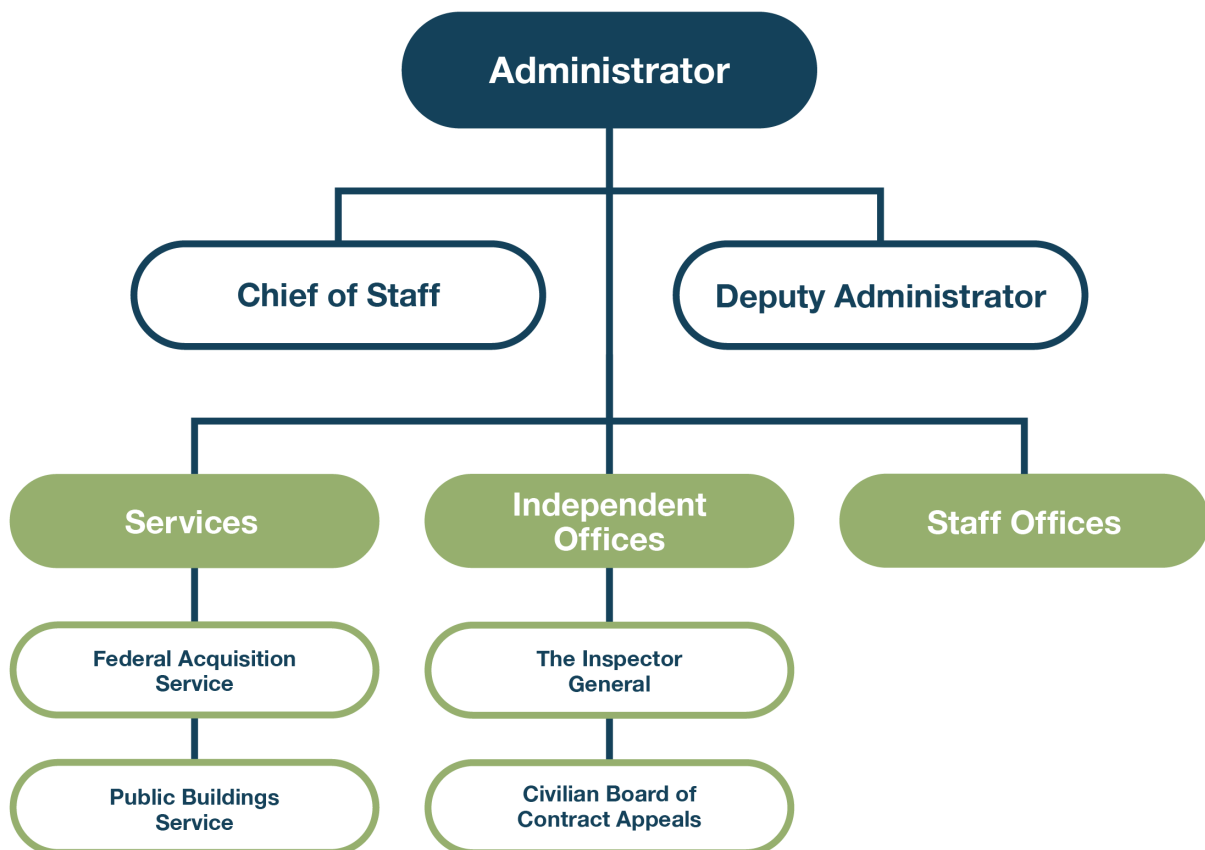 Administrator
Chief of Staff
Deputy Administrator
Services
Independent
Offices
Staff Offices
Federal Acquisition
Service
The Inspector
General
Public Buildings
Service
Civilian Board of
Contract Appeals